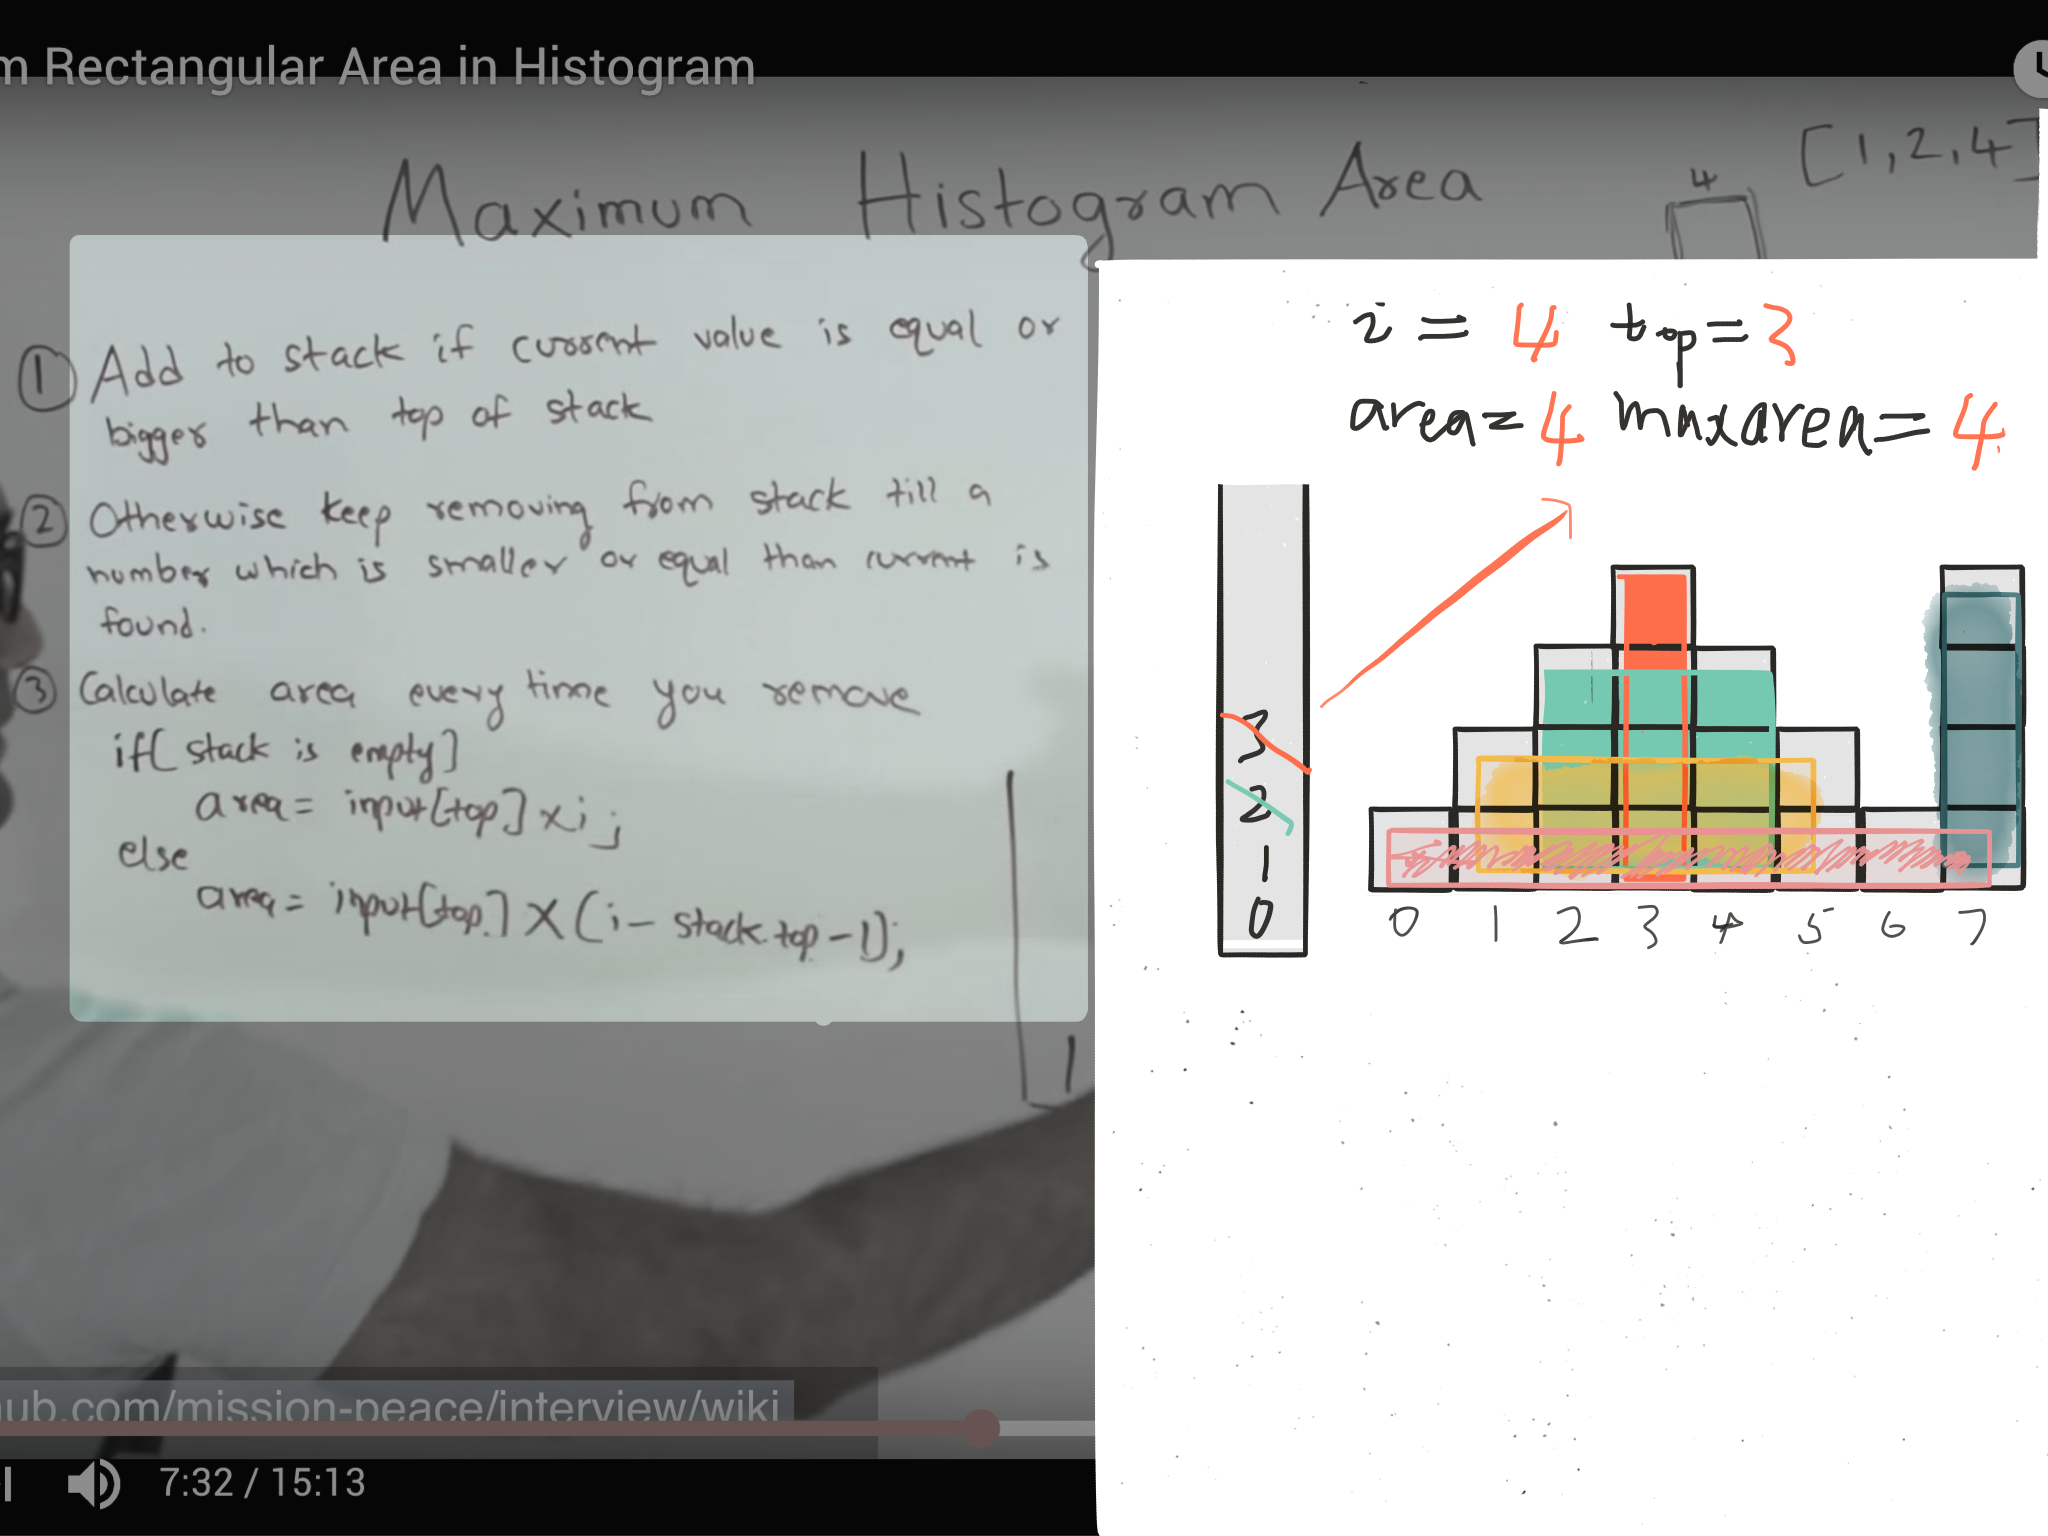 m Rectangular Area in Histogram
Maximum Histogram Area
[1,2,4]
4
① Add to stack if current value is equal or
bigger than top of stack
② Otherwise keep removing from stack till a
number which is smaller or equal than current is
found.
③ Calculate area every time you remove
if[stack is empty]
area = input[top] x i;
else
area = input[top] X (i - stack.top - 1);
1
i = 4 top = 3
area = 4 maxarea = 4
3
2
1
0
0 1 2 3 4 5 6 7
ub.com/mission-peace/interview/wiki
7:32 / 15:13